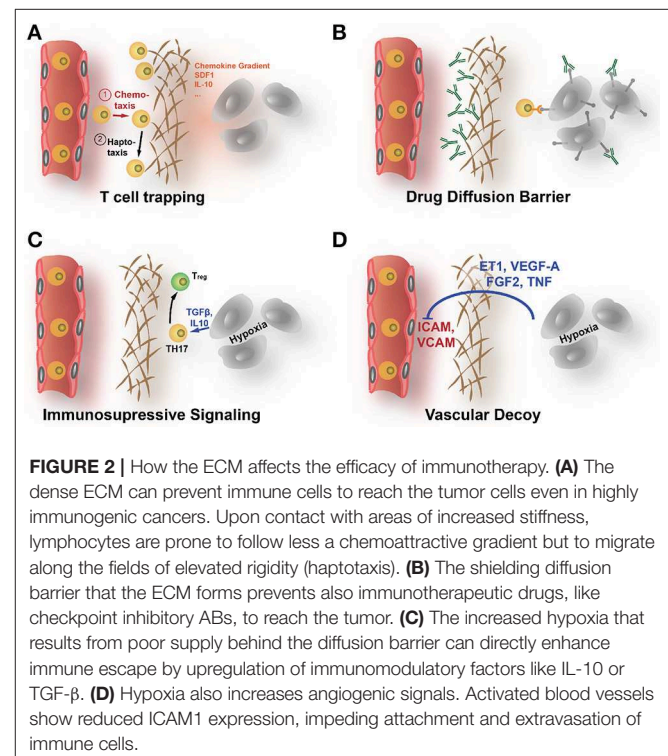 A
Chemokine Gradient
SDF1
IL-10
...
① Chemo-
taxis
② Hapto-
taxis
T cell trapping
B
Drug Diffusion Barrier
C
Treg
TGFβ,
IL10
TH17
Hypoxia
Immunosupressive Signaling
D
ET1, VEGF-A
FGF2, TNF
ICAM,
VCAM
Hypoxia
Vascular Decoy
FIGURE 2 | How the ECM affects the efficacy of immunotherapy. (A) The
dense ECM can prevent immune cells to reach the tumor cells even in highly
immunogenic cancers. Upon contact with areas of increased stiffness,
lymphocytes are prone to follow less a chemoattractive gradient but to migrate
along the fields of elevated rigidity (haptotaxis). (B) The shielding diffusion
barrier that the ECM forms prevents also immunotherapeutic drugs, like
checkpoint inhibitory ABs, to reach the tumor. (C) The increased hypoxia that
results from poor supply behind the diffusion barrier can directly enhance
immune escape by upregulation of immunomodulatory factors like IL-10 or
TGF-β. (D) Hypoxia also increases angiogenic signals. Activated blood vessels
show reduced ICAM1 expression, impeding attachment and extravasation of
immune cells.